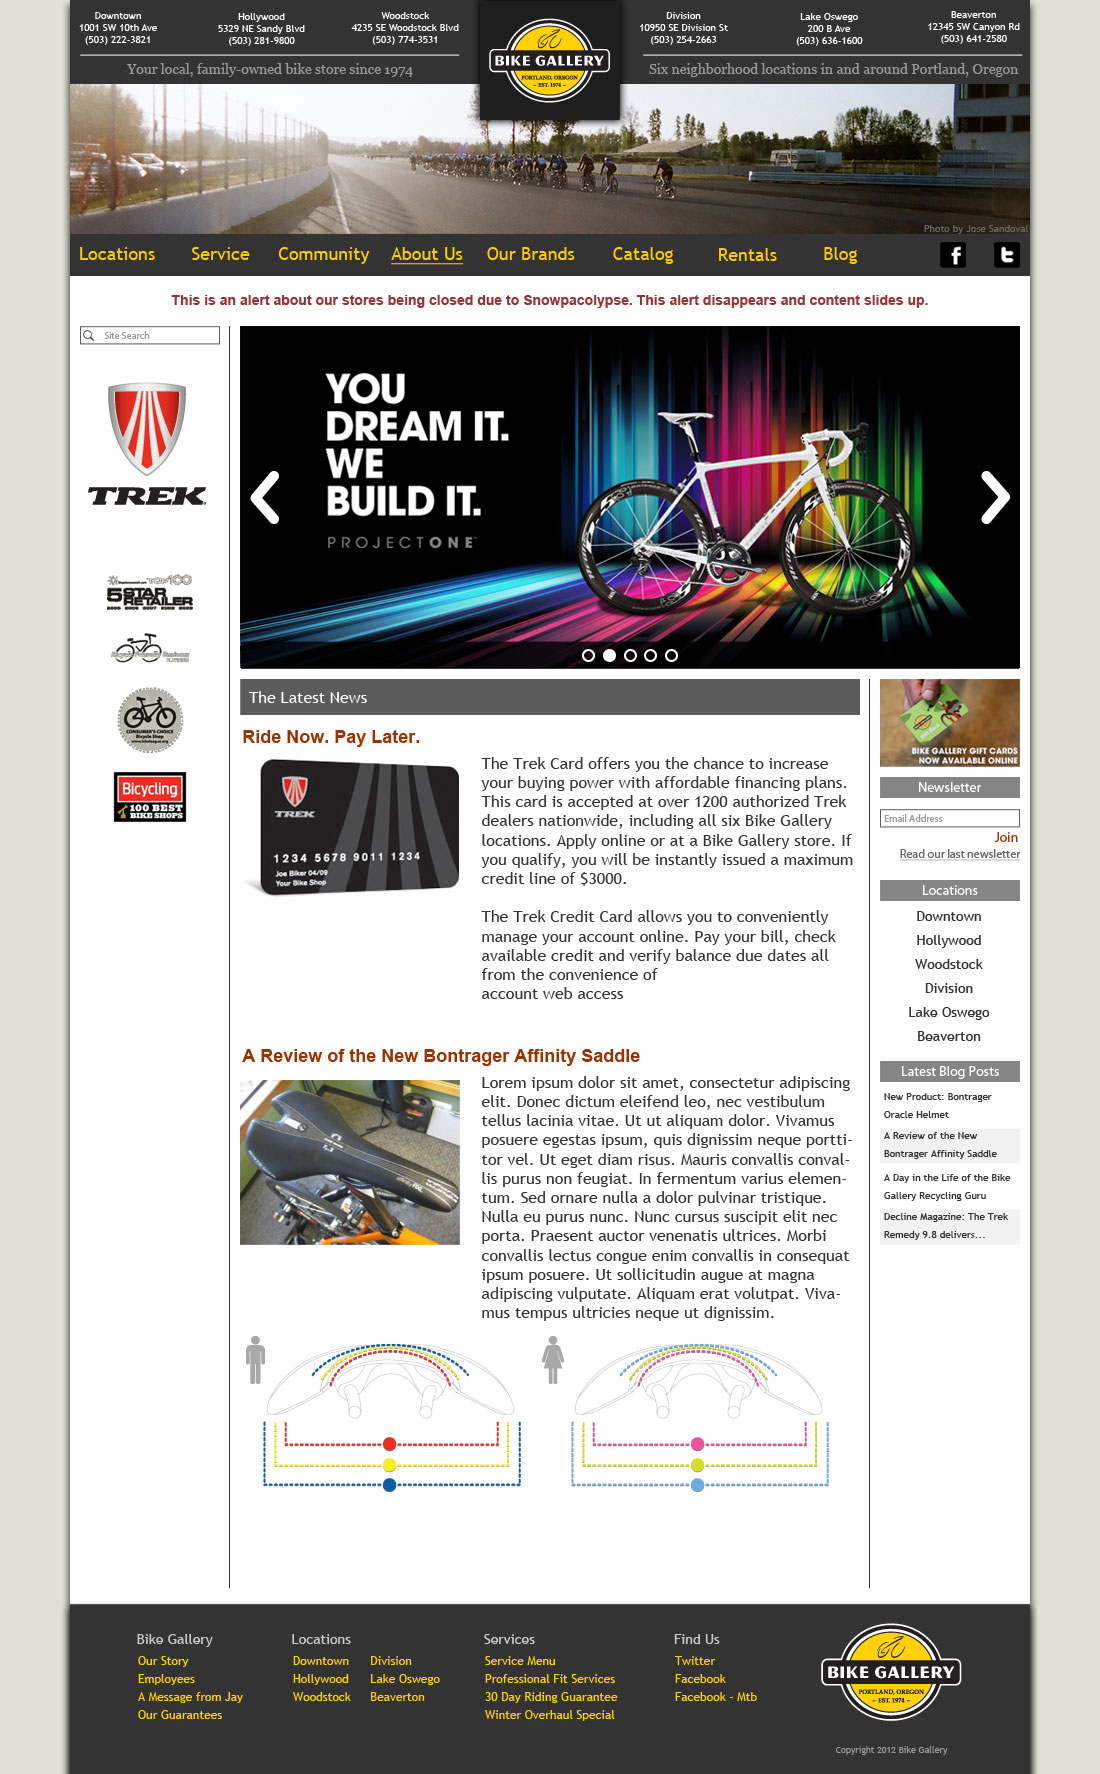 Downtown
1001 SW 10th Ave
(503) 222-3821
Hollywood
5329 NE Sandy Blvd
(503) 281-9800
Woodstock
4235 SE Woodstock Blvd
(503) 774-3531
Division
10950 SE Division St
(503) 254-2663
Lake Oswego
200 B Ave
(503) 636-1600
Beaverton
12345 SW Canyon Rd
(503) 641-2580
Your local, family-owned bike store since 1974
BIKE GALLERY
PORTLAND, OREGON
~ EST. 1974 ~
Six neighborhood locations in and around Portland, Oregon
Photo by Jose Sandoval
Locations Service Community About Us Our Brands Catalog Rentals Blog
This is an alert about our stores being closed due to Snowpacolypse. This alert disappears and content slides up.
Site Search
TREK
TOP100
5 STAR
RETAILER
Bicycle Friendly Business
PLATINUM
CONSUMER'S CHOICE
Bicycle Shop
Bicycling
100 BEST
BIKE SHOPS
YOU
DREAM IT.
WE
BUILD IT.
PROJECTONE
The Latest News
Ride Now. Pay Later.
TREK
1234 5678 9011 1234
Joe Biker 04/09
Your Bike Shop
The Trek Card offers you the chance to increase
your buying power with affordable financing plans.
This card is accepted at over 1200 authorized Trek
dealers nationwide, including all six Bike Gallery
locations. Apply online or at a Bike Gallery store. If
you qualify, you will be instantly issued a maximum
credit line of $3000.
The Trek Credit Card allows you to conveniently
manage your account online. Pay your bill, check
available credit and verify balance due dates all
from the convenience of
account web access
A Review of the New Bontrager Affinity Saddle
Lorem ipsum dolor sit amet, consectetur adipiscing
elit. Donec dictum eleifend leo, nec vestibulum
tellus lacinia vitae. Ut ut aliquam dolor. Vivamus
posuere egestas ipsum, quis dignissim neque portti-
tor vel. Ut eget diam risus. Mauris convallis conval-
lis purus non feugiat. In fermentum varius elemen-
tum. Sed ornare nulla a dolor pulvinar tristique.
Nulla eu purus nunc. Nunc cursus suscipit elit nec
porta. Praesent auctor venenatis ultrices. Morbi
convallis lectus congue enim convallis in consequat
ipsum posuere. Ut sollicitudin augue at magna
adipiscing vulputate. Aliquam erat volutpat. Viva-
mus tempus ultricies neque ut dignissim.
BIKE GALLERY GIFT CARDS
NOW AVAILABLE ONLINE
Newsletter
Email Address
Join
Read our last newsletter
Locations
Downtown
Hollywood
Woodstock
Division
Lake Oswego
Beaverton
Latest Blog Posts
New Product: Bontrager
Oracle Helmet
A Review of the New
Bontrager Affinity Saddle
A Day in the Life of the Bike
Gallery Recycling Guru
Decline Magazine: The Trek
Remedy 9.8 delivers...
Bike Gallery
Our Story
Employees
A Message from Jay
Our Guarantees
Locations
Downtown
Hollywood
Woodstock
Division
Lake Oswego
Beaverton
Services
Service Menu
Professional Fit Services
30 Day Riding Guarantee
Winter Overhaul Special
Find Us
Twitter
Facebook
Facebook - Mtb
BIKE GALLERY
PORTLAND, OREGON
~ EST. 1974 ~
Copyright 2012 Bike Gallery